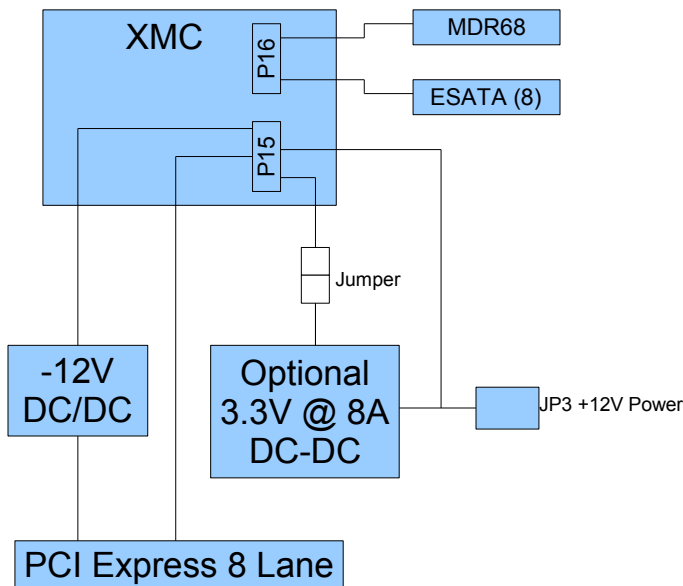 XMC
P16
MDR68
ESATA (8)
P15
Jumper
-12V
DC/DC
Optional
3.3V @ 8A
DC-DC
JP3 +12V Power
PCI Express 8 Lane